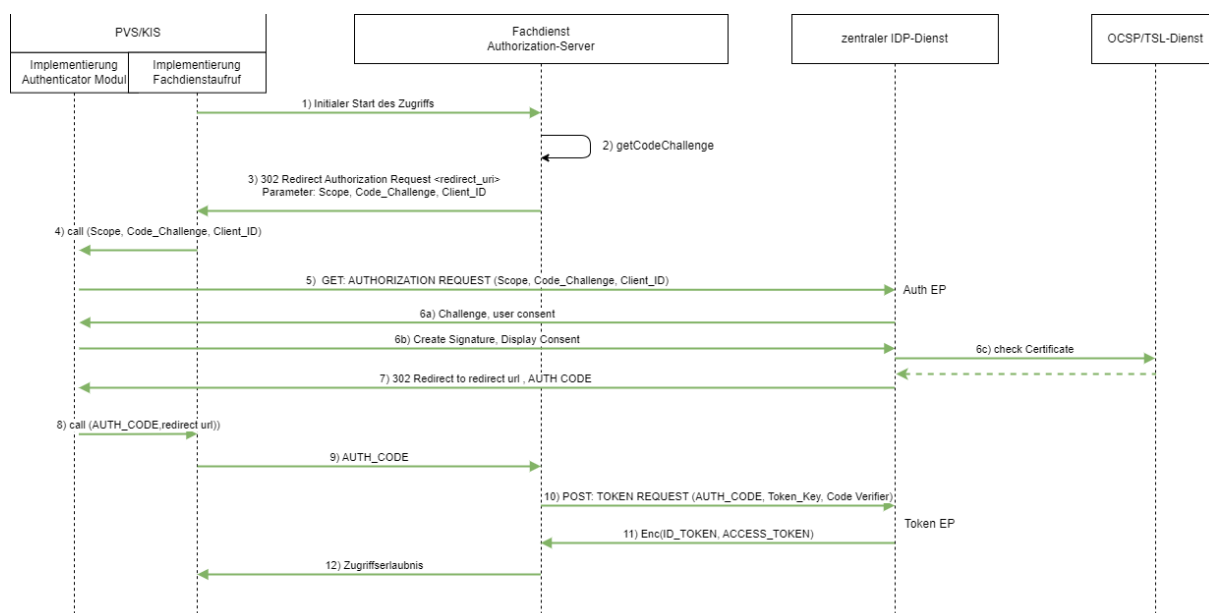 PVS/KIS
Fachdienst
Authorization-Server
zentraler IDP-Dienst
OCSP/TSL-Dienst
Implementierung
Authenticator Modul
Implementierung
Fachdienstaufruf
1) Initialer Start des Zugriffs
2) getCodeChallenge
3) 302 Redirect Authorization Request <redirect_uri>
Parameter: Scope, Code_Challenge, Client_ID
4) call (Scope, Code_Challenge, Client_ID)
5) GET: AUTHORIZATION REQUEST (Scope, Code_Challenge, Client_ID)
Auth EP
6a) Challenge, user consent
6b) Create Signature, Display Consent
6c) check Certificate
7) 302 Redirect to redirect url , AUTH CODE
8) call (AUTH_CODE,redirect url))
9) AUTH_CODE
10) POST: TOKEN REQUEST (AUTH_CODE, Token_Key, Code Verifier)
Token EP
11) Enc(ID_TOKEN, ACCESS_TOKEN)
12) Zugriffserlaubnis